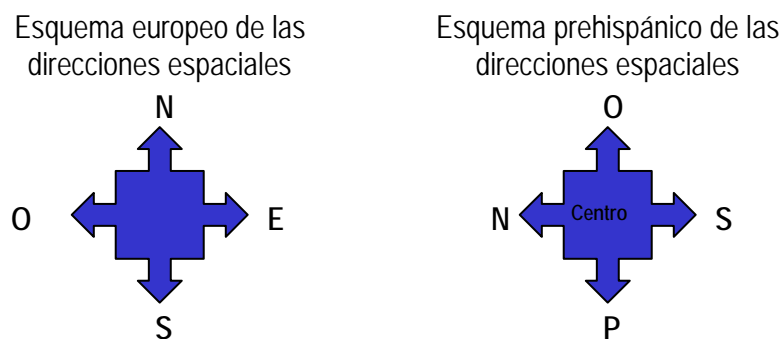 Esquema europeo de las
direcciones espaciales
N
O
E
S
Esquema prehispánico de las
direcciones espaciales
O
N
Centro
S
P